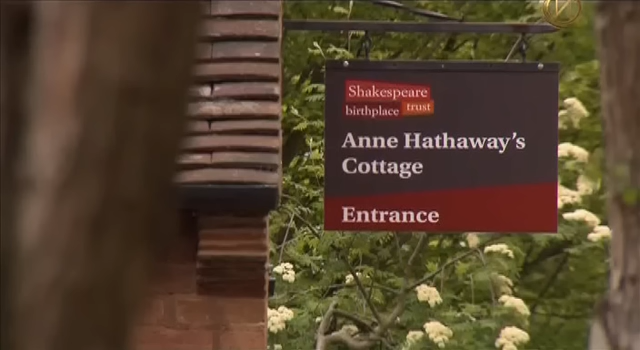 Shakespeare
birthplace trust
Anne Hathaway's
Cottage
Entrance